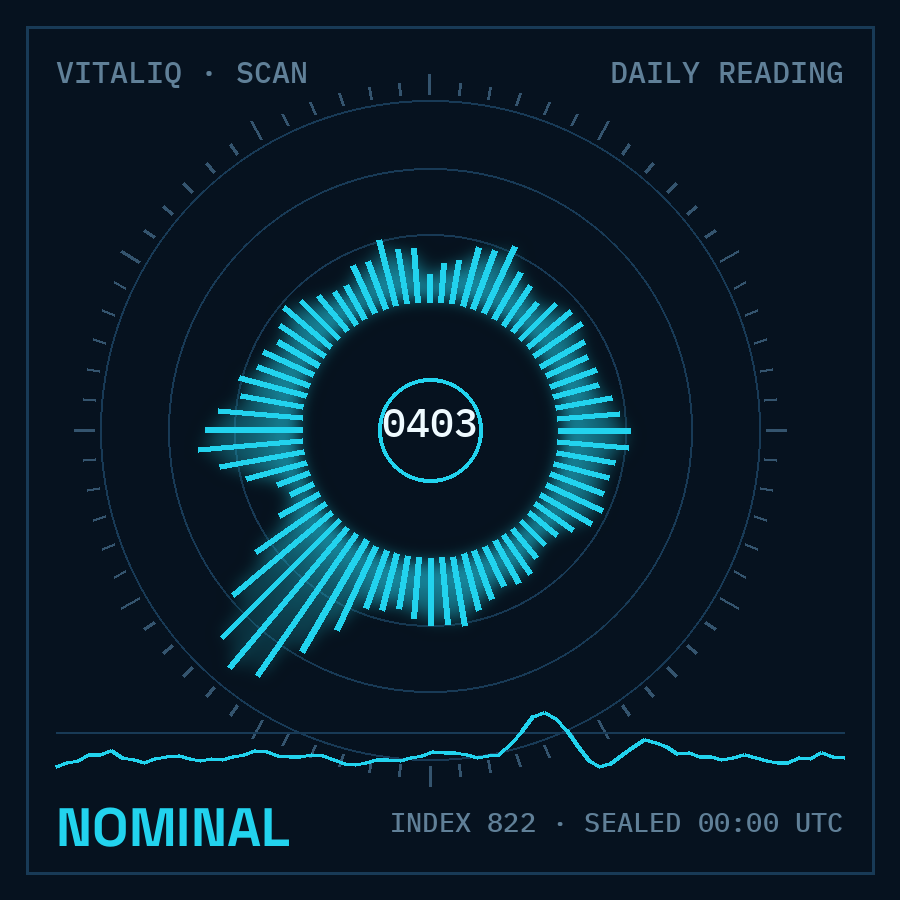 VITALIQ · SCAN
DAILY READING
0403
NOMINAL
INDEX 822 · SEALED 00:00 UTC